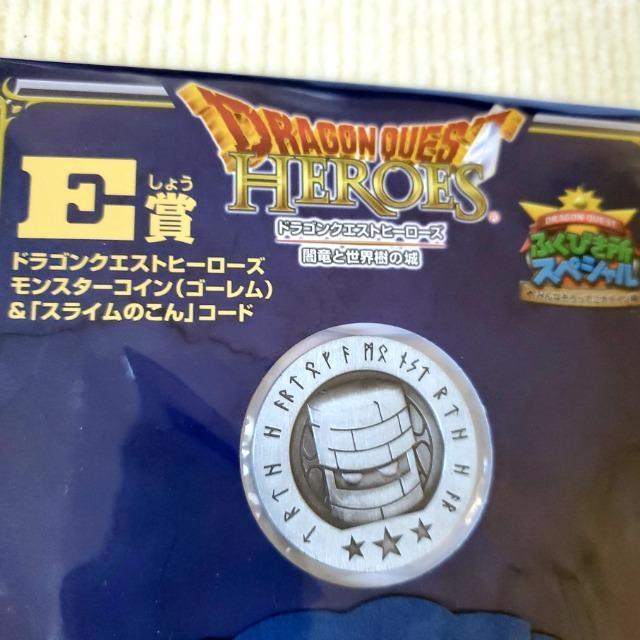 DRAGON QUEST
HEROES
ドラゴンクエストヒーローズ
闇竜と世界樹の城
E賞
しょう
ドラゴンクエストヒーローズ
モンスターコイン(ゴーレム)
&「スライムのこん」コード
DRAGON QUEST
ふくびき所
スペシャル